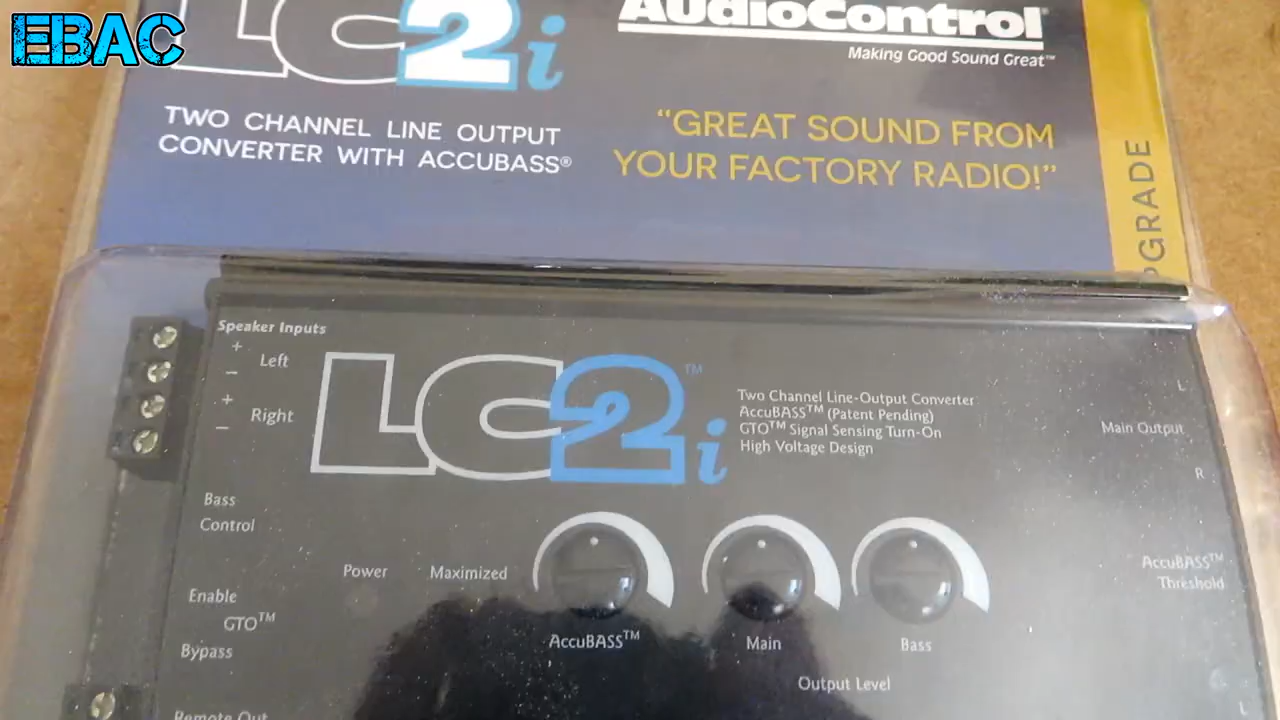 EBAC
LC2i
AudioControl®
Making Good Sound Great™
TWO CHANNEL LINE OUTPUT
CONVERTER WITH ACCUBASS®
“GREAT SOUND FROM
YOUR FACTORY RADIO!”
PGRADE
Speaker Inputs
+
Left
–
+
Right
–
LC2i™
Two Channel Line-Output Converter
AccuBASS™ (Patent Pending)
GTO™ Signal Sensing Turn-On
High Voltage Design
L
Main Output
R
Bass
Control
Power
Maximized
AccuBASS™
Threshold
Enable
GTO™
Bypass
AccuBASS™
Main
Bass
Output Level
Remote Out
L